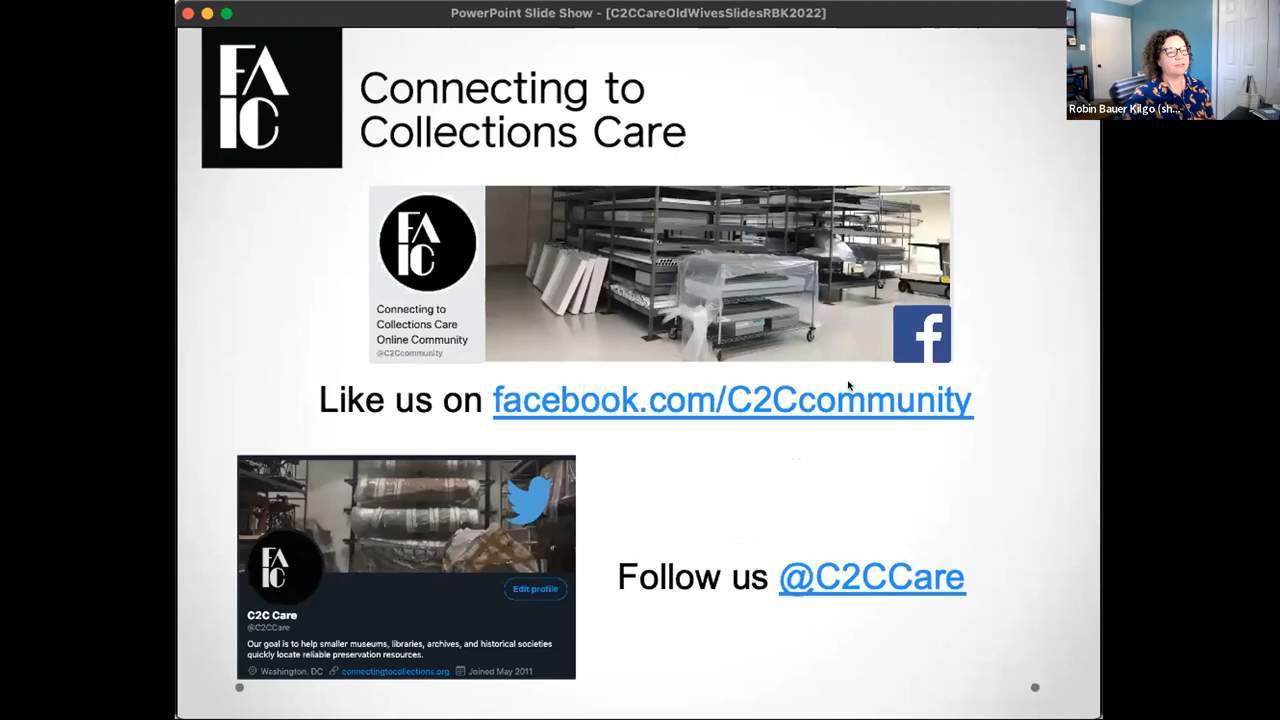 PowerPoint Slide Show - [C2CCareOldWivesSlidesRBK2022]
FA
IC
Connecting to
Collections Care
Robin Bauer Kilgo (sh...
FA
IC
Connecting to
Collections Care
Online Community
@C2Ccommunity
f
Like us on facebook.com/C2Ccommunity
FA
IC
Edit profile
C2C Care
@C2CCare
Our goal is to help smaller museums, libraries, archives, and historical societies
quickly locate reliable preservation resources.
Washington, DC connectingtocollections.org Joined May 2011
Follow us @C2CCare